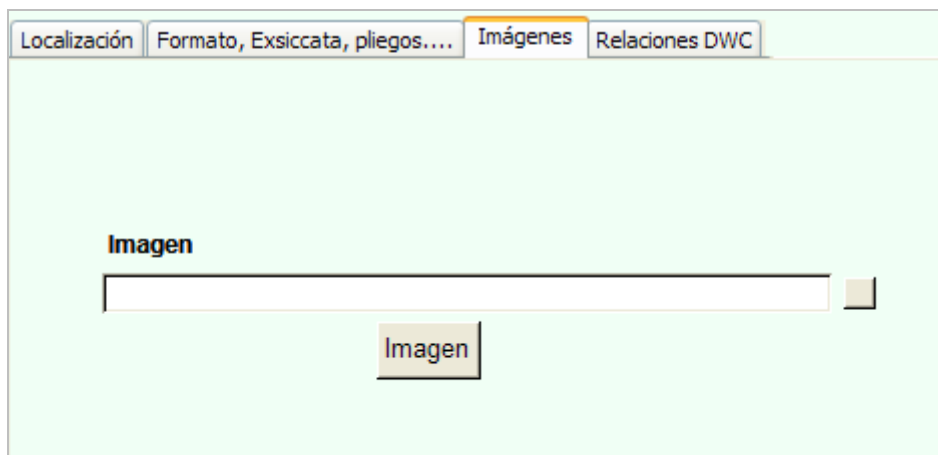 Localización Formato, Exsiccata, pliegos.... Imágenes Relaciones DWC
Imagen
Imagen